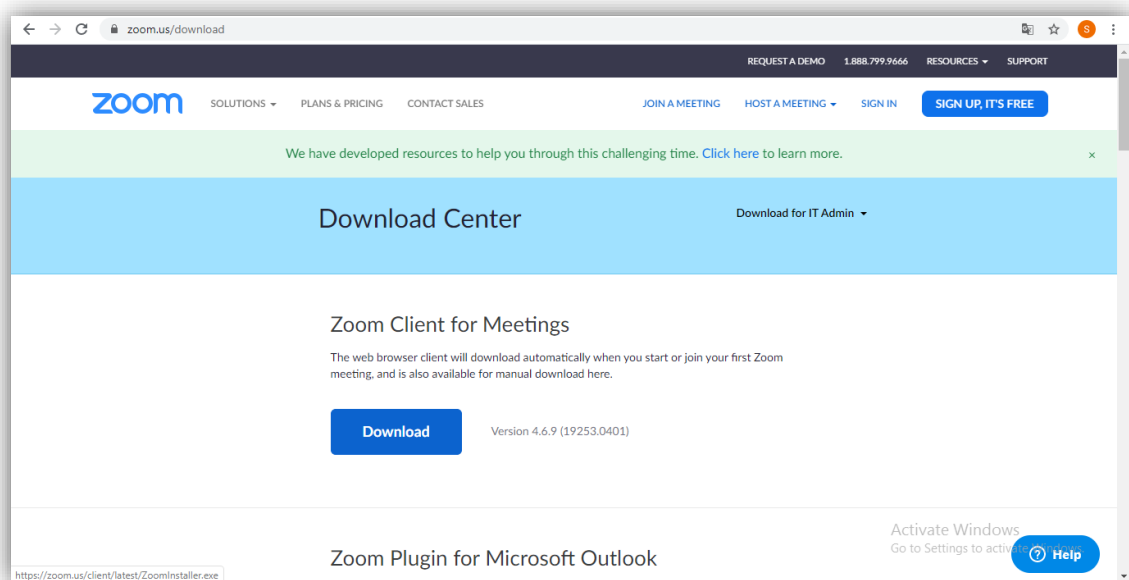 zoom.us/download
S
REQUEST A DEMO 1.888.799.9666 RESOURCES SUPPORT
zoom SOLUTIONS PLANS & PRICING CONTACT SALES JOIN A MEETING HOST A MEETING SIGN IN SIGN UP, IT'S FREE
We have developed resources to help you through this challenging time. Click here to learn more. ×
Download Center Download for IT Admin
Zoom Client for Meetings
The web browser client will download automatically when you start or join your first Zoom
meeting, and is also available for manual download here.
Download Version 4.6.9 (19253.0401)
Activate Windows
Go to Settings to activate Windows.
Zoom Plugin for Microsoft Outlook
? Help
https://zoom.us/client/latest/ZoomInstaller.exe